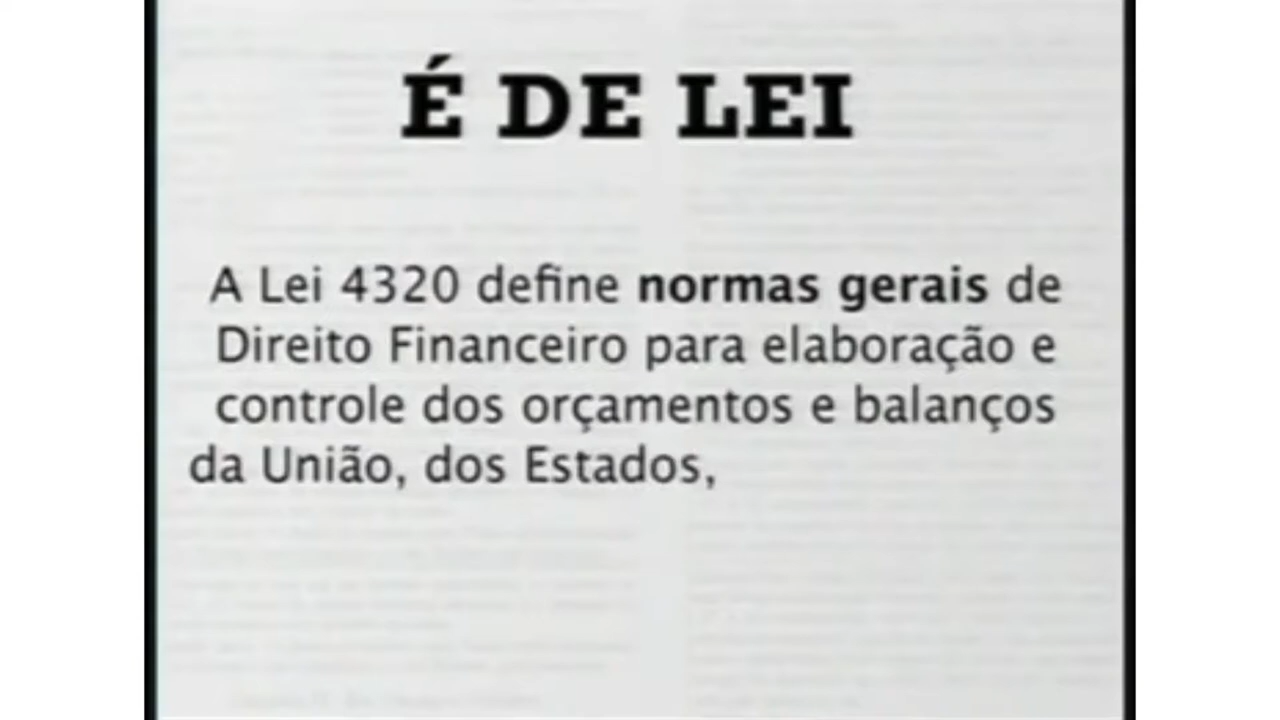 É DE LEI
A Lei 4320 define normas gerais de
Direito Financeiro para elaboração e
controle dos orçamentos e balanços
da União, dos Estados,